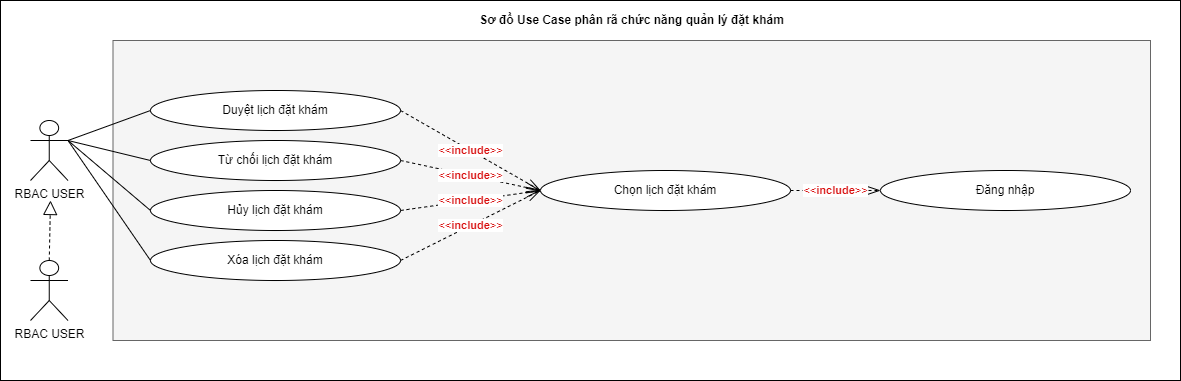 Sơ đồ Use Case phân rã chức năng quản lý đặt khám
Duyệt lịch đặt khám
<<include>>
Từ chối lịch đặt khám
<<include>>
RBAC USER
Chọn lịch đặt khám
<<include>>
Đăng nhập
Hủy lịch đặt khám
<<include>>
<<include>>
Xóa lịch đặt khám
RBAC USER